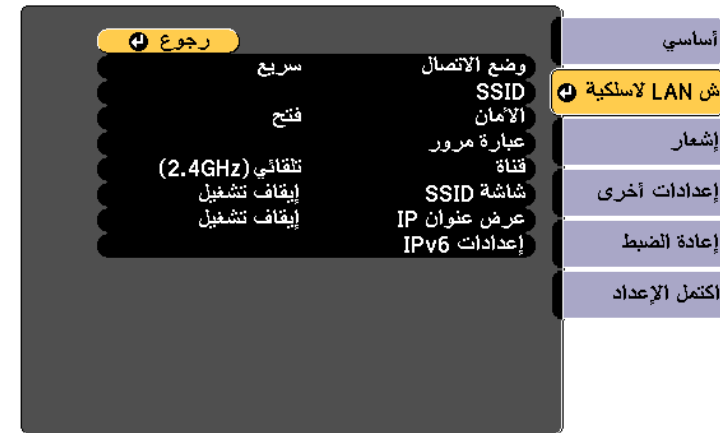 أساسي
ش LAN لاسلكية
إشعار
إعدادات أخرى
إعادة الضبط
اكتمل الإعداد
رجوع
وضع الاتصال سريع
SSID
الأمان فتح
عبارة مرور
قناة تلقائي (2.4GHz)
شاشة SSID إيقاف تشغيل
عرض عنوان IP إيقاف تشغيل
إعدادات IPv6